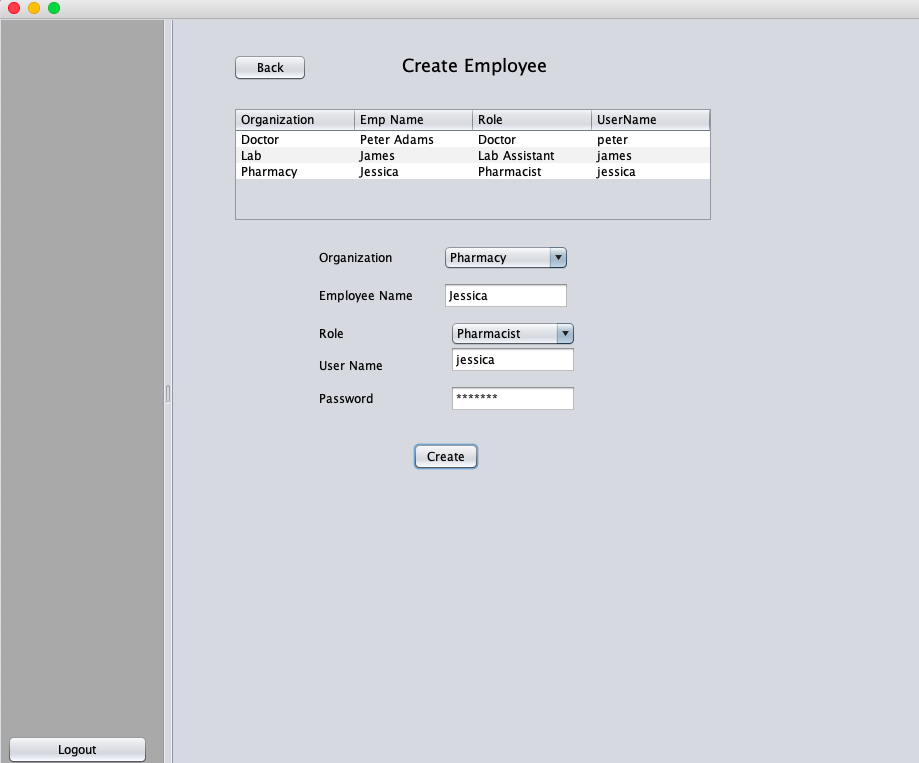 Back Create Employee
Organization Emp Name Role UserName
Doctor Peter Adams Doctor peter
Lab James Lab Assistant james
Pharmacy Jessica Pharmacist jessica
Organization Pharmacy
Employee Name Jessica
Role Pharmacist
User Name jessica
Password *******
Create
Logout